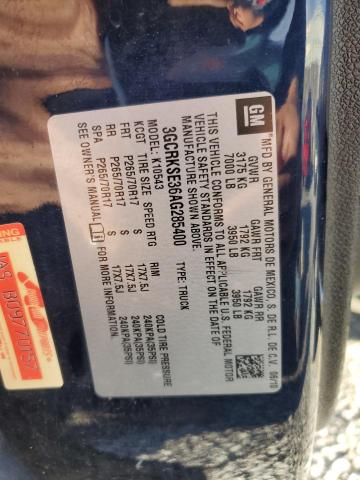 GM
MFD BY GENERAL MOTORS DE MEXICO, S. DE R.L. DE C.V. 06/10
GVWR GAWR FRT GAWR RR
3175 KG 1792 KG 1792 KG
7000 LB 3950 LB 3950 LB
THIS VEHICLE CONFORMS TO ALL APPLICABLE U.S. FEDERAL MOTOR
VEHICLE SAFETY STANDARDS IN EFFECT ON THE DATE OF
MANUFACTURE SHOWN ABOVE.
3GCRKSE36AG285400 TYPE: TRUCK
MODEL: K10543
KCGT TIRE SIZE SPEED RTG RIM COLD TIRE PRESSURE
FRT P265/70R17 S 17X7.5J 240KPA(35PSI)
RR P265/70R17 S 17X7.5J 240KPA(35PSI)
SPA P265/70R17 S 17X7.5J 240KPA(35PSI)
SEE OWNER'S MANUAL